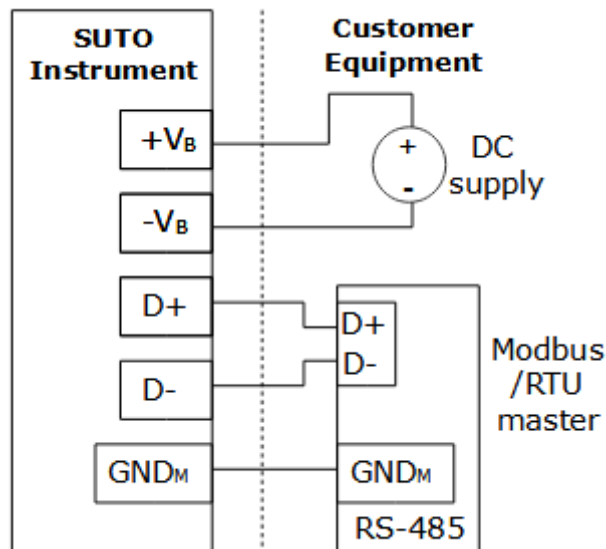 SUTO
Instrument
Customer
Equipment
+VB
-VB
D+
D-
GNDM
+
-
DC
supply
D+
D-
GNDM
RS-485
Modbus
/RTU
master